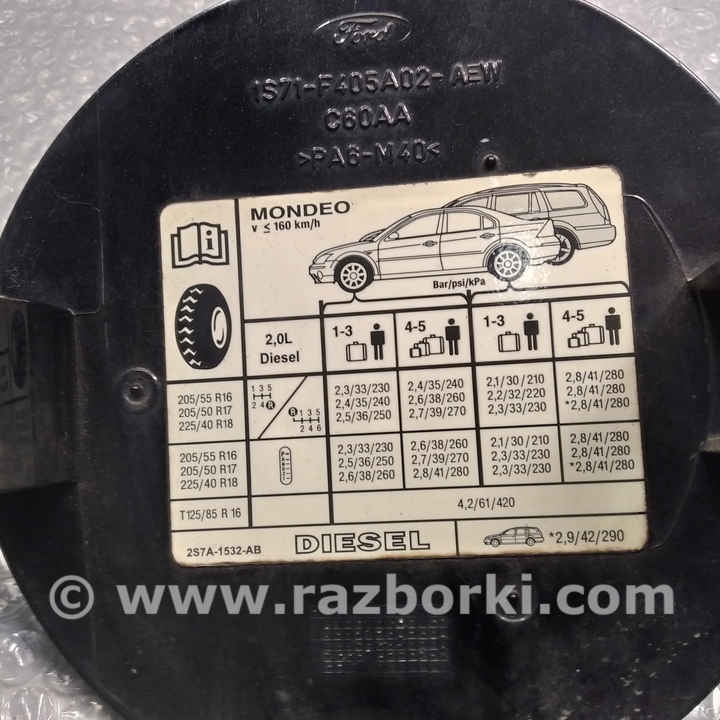 Ford
1S71-F405A02-AEW
C60AA
>PA6-M40<
MONDEO
v ≤ 160 km/h
Bar/psi/kPa
2,0L Diesel 1-3 4-5 1-3 4-5
205/55 R16 1 3 5 2,3/33/230 2,4/35/240 2,1/30/210 2,8/41/280
205/50 R17 2 4 R R 1 3 5 2,4/35/240 2,6/38/260 2,2/32/220 2,8/41/280
225/40 R18 2 4 6 2,5/36/250 2,7/39/270 2,3/33/230 *2,8/41/280
205/55 R16 2,3/33/230 2,6/38/260 2,1/30/210 2,8/41/280
205/50 R17 2,5/36/250 2,7/39/270 2,3/33/230 2,8/41/280
225/40 R18 2,6/38/260 2,8/41/280 2,3/33/230 *2,8/41/280
T125/85 R 16 4,2/61/420
2S7A-1532-AB DIESEL *2,9/42/290
© www.razborki.com